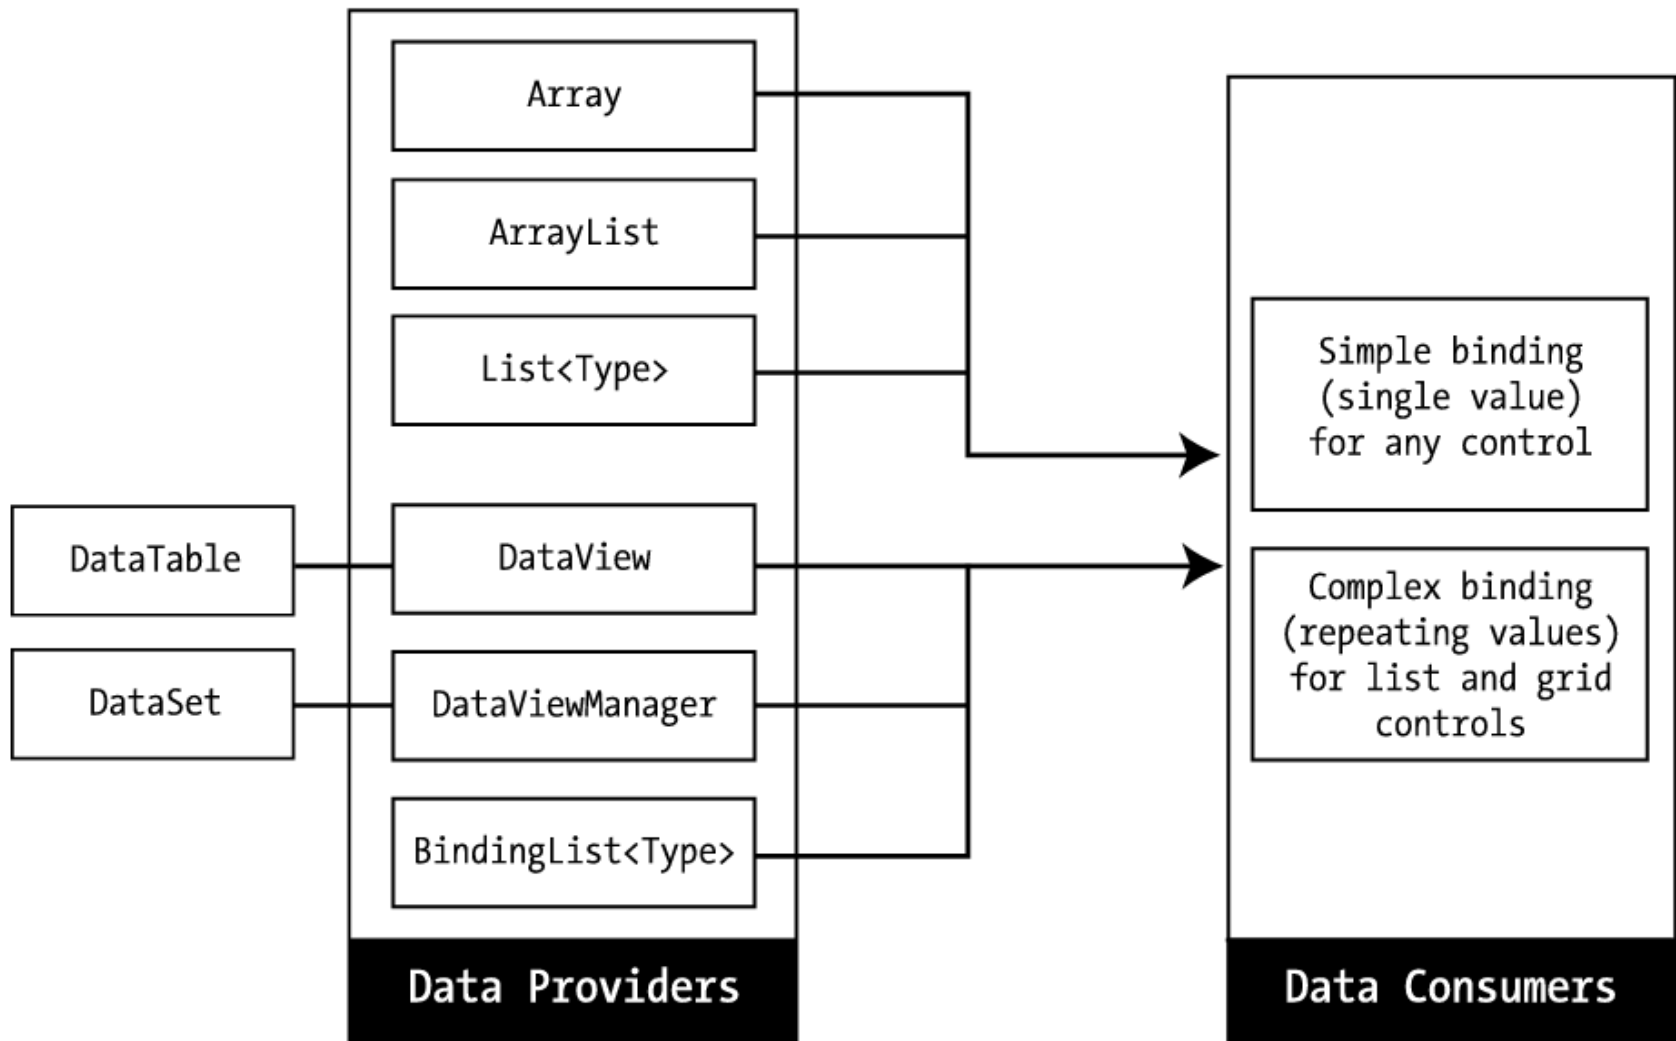 Array
ArrayList
List<Type>
DataTable
DataView
DataSet
DataViewManager
BindingList<Type>
Data Providers
Simple binding
(single value)
for any control
Complex binding
(repeating values)
for list and grid
controls
Data Consumers